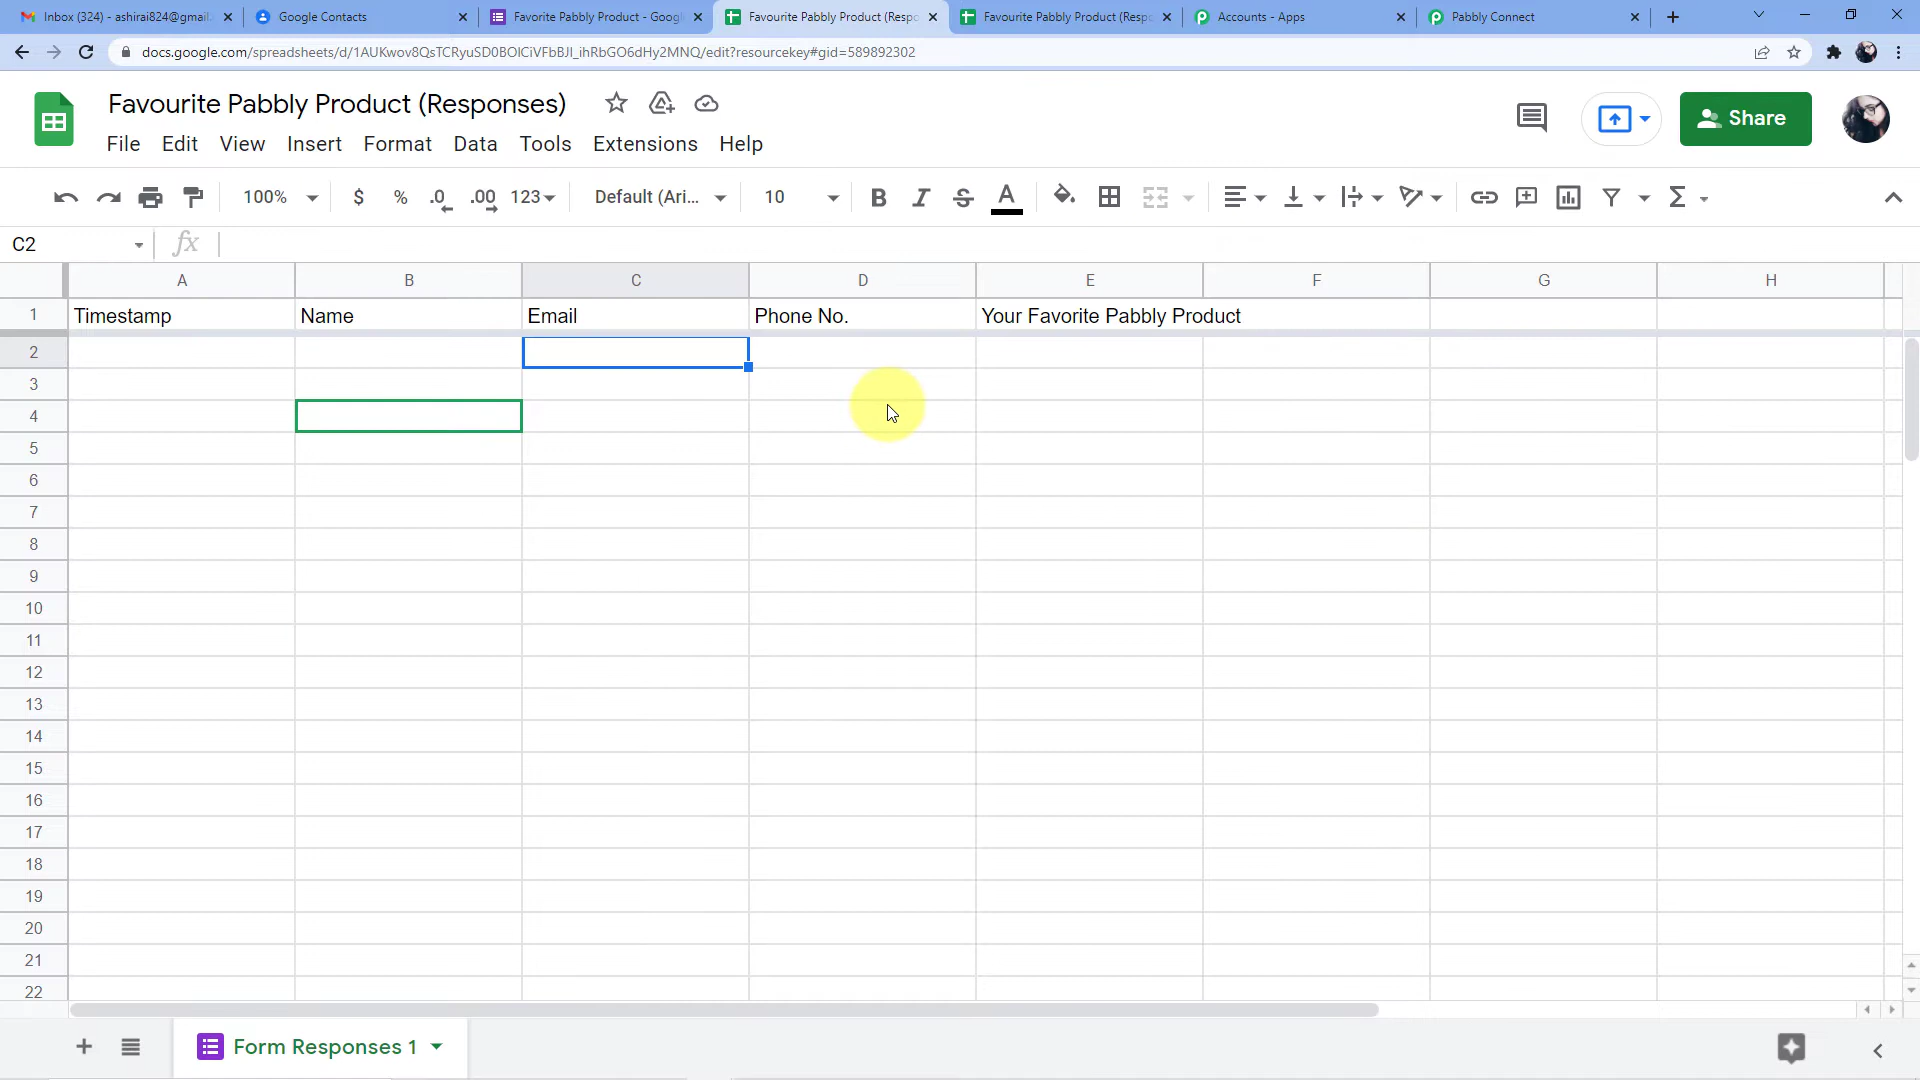 Inbox (324) - ashirai824@gmail.
Google Contacts
Favorite Pabbly Product - Googl
Favourite Pabbly Product (Respo
Favourite Pabbly Product (Respo
Accounts - Apps
Pabbly Connect
docs.google.com/spreadsheets/d/1AUKwov8QsTCRyuSD0BOlCiVFbBJl_ihRbGO6dHy2MNQ/edit?resourcekey#gid=589892302
Favourite Pabbly Product (Responses)
File Edit View Insert Format Data Tools Extensions Help
Share
100% $ % .0 .00 123 Default (Ari... 10 B I S A Σ
C2 fx
A B C D E F G H
1 Timestamp Name Email Phone No. Your Favorite Pabbly Product
2
3
4
5
6
7
8
9
10
11
12
13
14
15
16
17
18
19
20
21
22
Form Responses 1